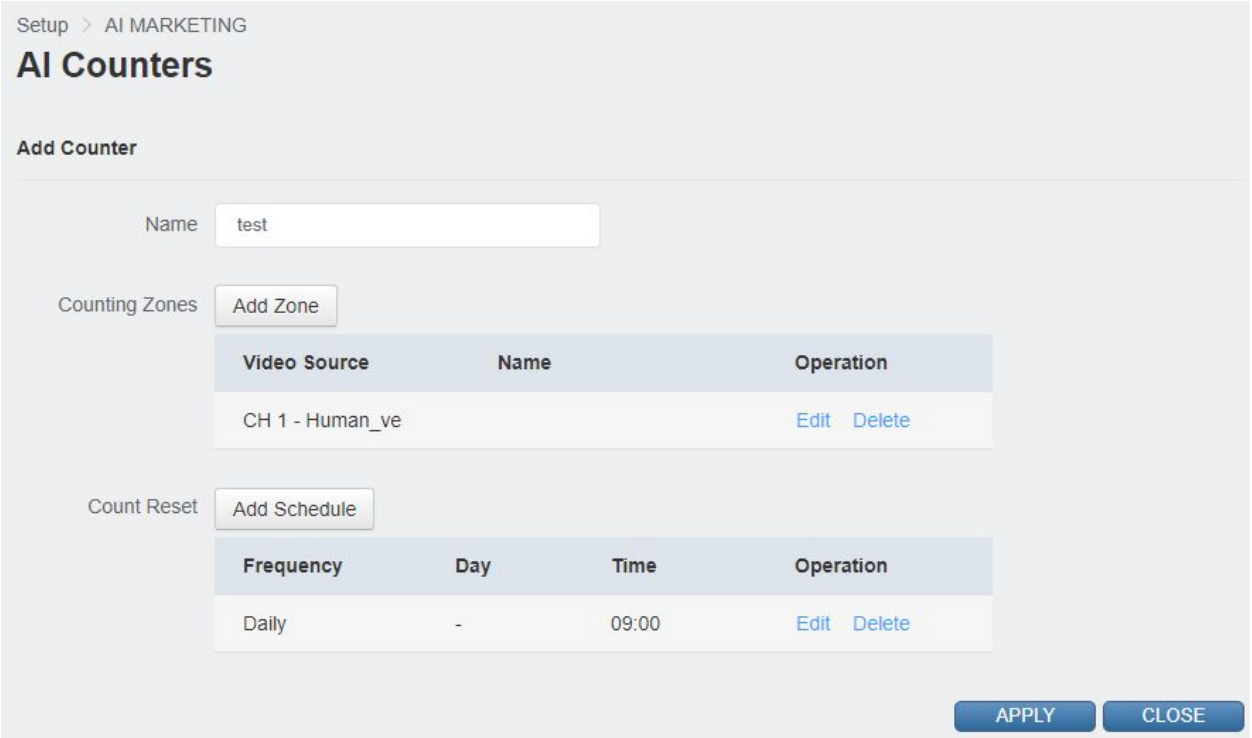 Setup > AI MARKETING
AI Counters
Add Counter
Name test
Counting Zones Add Zone
Video Source Name Operation
CH 1 - Human_ve Edit Delete
Count Reset Add Schedule
Frequency Day Time Operation
Daily - 09:00 Edit Delete
APPLY CLOSE